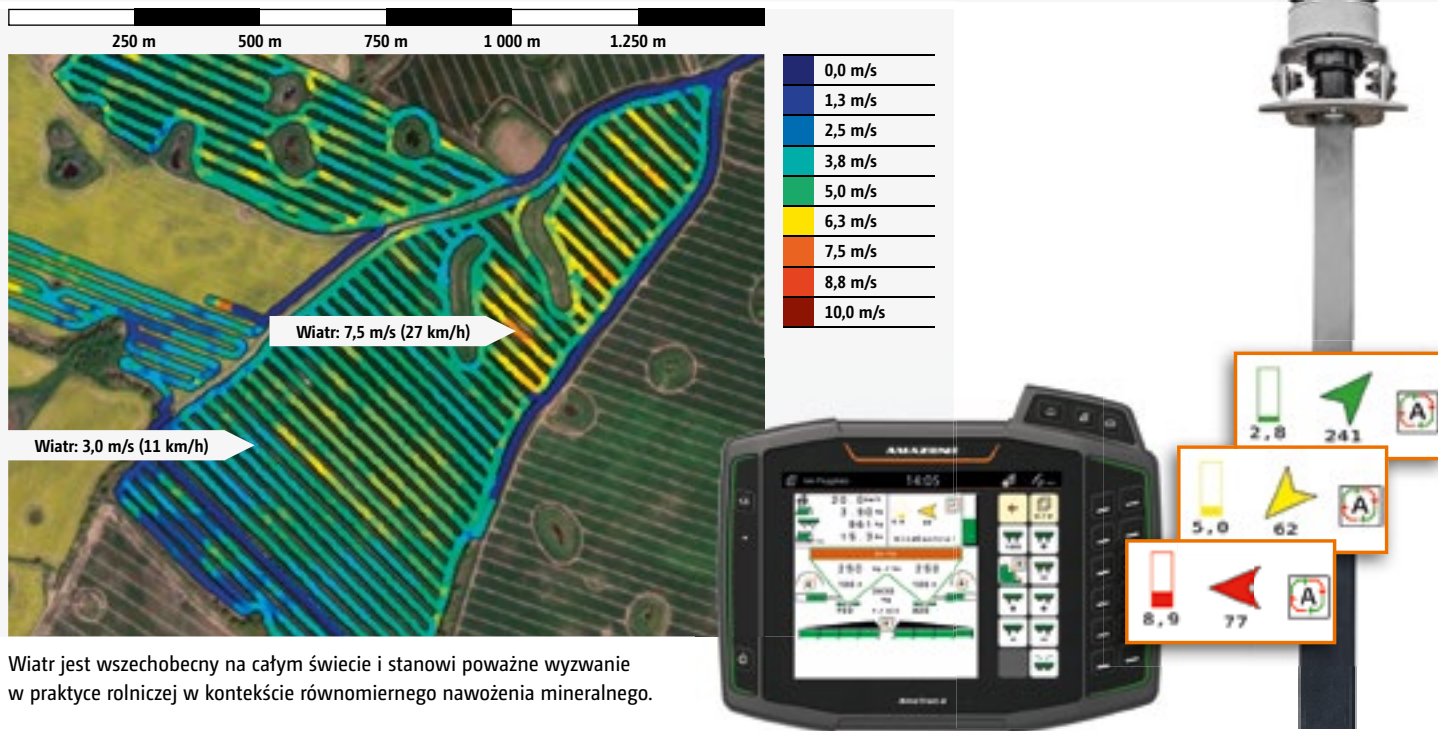 250 m 500 m 750 m 1 000 m 1.250 m
0,0 m/s
1,3 m/s
2,5 m/s
3,8 m/s
5,0 m/s
6,3 m/s
7,5 m/s
8,8 m/s
10,0 m/s
Wiatr: 7,5 m/s (27 km/h)
Wiatr: 3,0 m/s (11 km/h)
2,8 241 A
5,0 62 A
8,9 77 A
AMAZONE
14:05
250 250
Wiatr jest wszechobecny na całym świecie i stanowi poważne wyzwanie
w praktyce rolniczej w kontekście równomiernego nawożenia mineralnego.